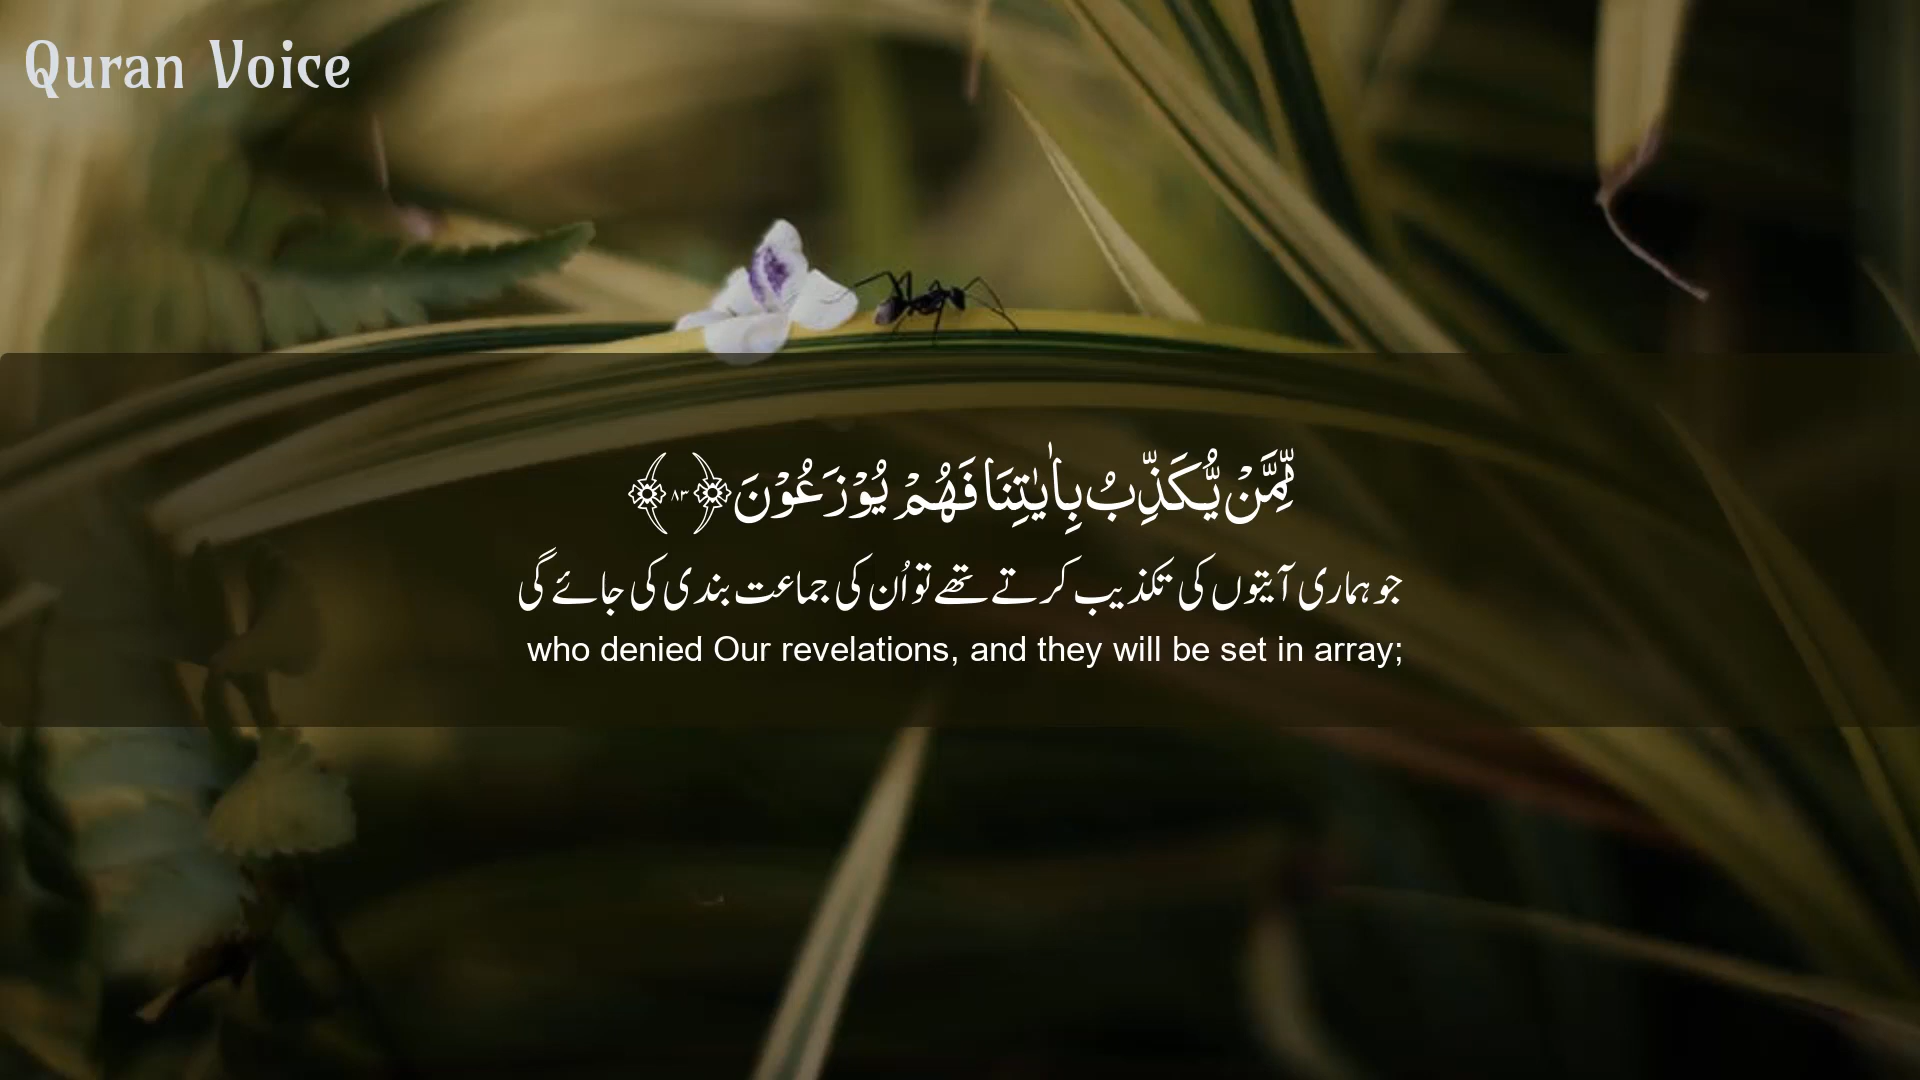 Quran Voice
لِّمَّنۡ يُّكَذِّبُ بِاٰيٰتِنَا فَهُمۡ يُوۡزَعُوۡنَ﴿۸۳﴾
جو ہماری آیتوں کی تکذیب کرتے تھے تو اُن کی جماعت بندی کی جائے گی
who denied Our revelations, and they will be set in array;